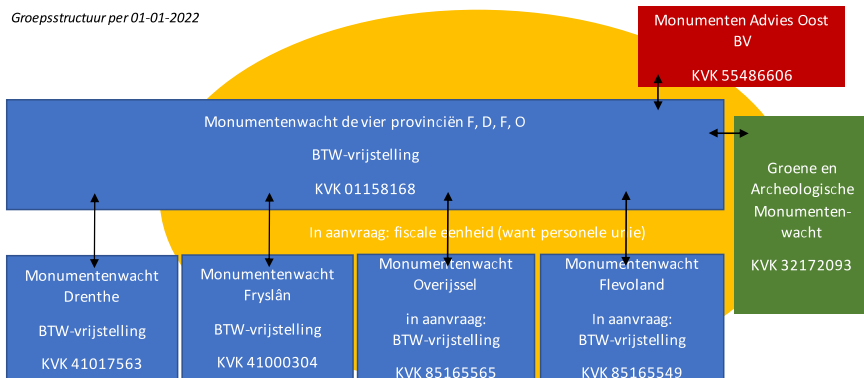 Groepsstructuur per 01-01-2022
Monumenten Advies Oost
BV
KVK 55486606
Monumentenwacht de vier provinciën F, D, F, O
BTW-vrijstelling
KVK 01158168
Groene en
Archeologische
Monumenten-
wacht
KVK 32172093
In aanvraag: fiscale eenheid (want personele unie)
Monumentenwacht
Drenthe
BTW-vrijstelling
KVK 41017563
Monumentenwacht
Fryslân
BTW-vrijstelling
KVK 41000304
Monumentenwacht
Overijssel
in aanvraag:
BTW-vrijstelling
KVK 85165565
Monumentenwacht
Flevoland
In aanvraag:
BTW-vrijstelling
KVK 85165549